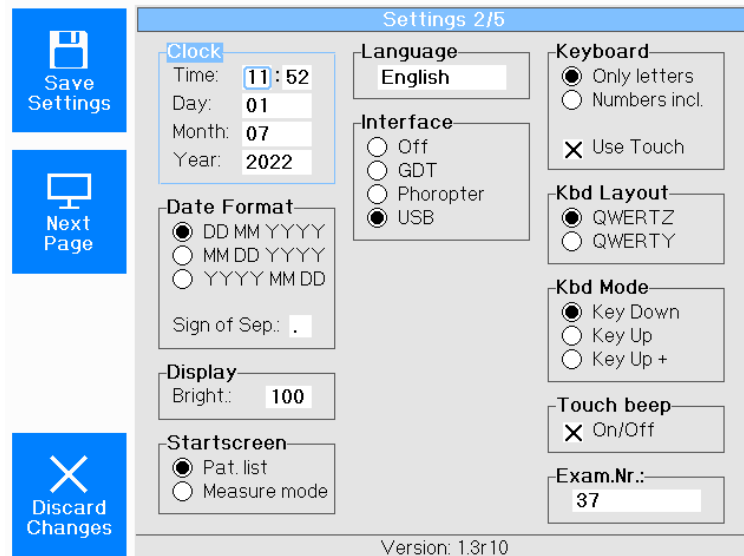 Settings 2/5
Save
Settings
Next
Page
Discard
Changes
Clock
Time: 11 : 52
Day: 01
Month: 07
Year: 2022
Date Format
DD MM YYYY
MM DD YYYY
YYYY MM DD
Sign of Sep.: .
Display
Bright.: 100
Startscreen
Pat. list
Measure mode
Language
English
Interface
Off
GDT
Phoropter
USB
Keyboard
Only letters
Numbers incl.
Use Touch
Kbd Layout
QWERTZ
QWERTY
Kbd Mode
Key Down
Key Up
Key Up +
Touch beep
On/Off
Exam.Nr.:
37
Version: 1.3r10